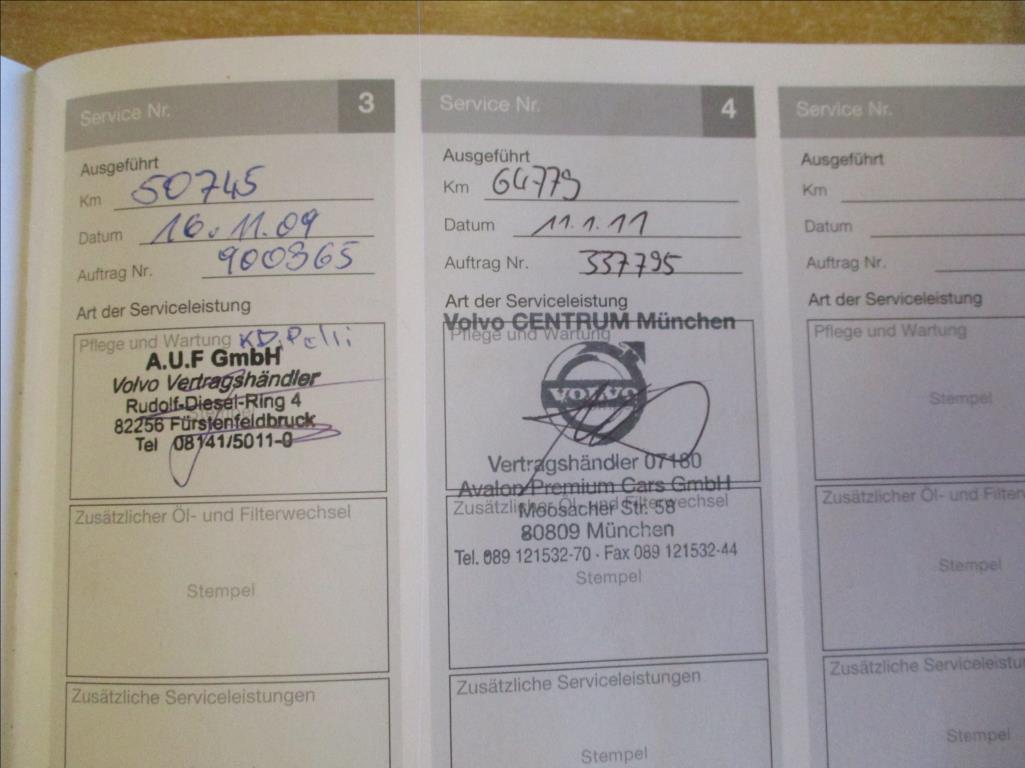 Service Nr. 3
Ausgeführt
Km 50745
Datum 16.11.09
Auftrag Nr. 900365
Art der Serviceleistung
Pflege und Wartung
A.U.F GmbH
Volvo Vertragshändler
Rudolf-Diesel-Ring 4
82256 Fürstenfeldbruck
Tel 08141/5011-0
Zusätzlicher Öl- und Filterwechsel
Stempel
Zusätzliche Serviceleistungen
Service Nr. 4
Ausgeführt
Km 64779
Datum 11.1.11
Auftrag Nr. 337795
Art der Serviceleistung
Volvo CENTRUM München
Pflege und Wartung
VOLVO
Vertragshändler 07180
Avalon Premium Cars GmbH
Zusätzlicher Öl- und Filterwechsel
Moosacher Str. 58
80809 München
Tel. 089 121532-70 · Fax 089 121532-44
Stempel
Zusätzliche Serviceleistungen
Stempel
Service Nr.
Ausgeführt
Km
Datum
Auftrag Nr.
Art der Serviceleistung
Pflege und Wartung
Stempel
Zusätzlicher Öl- und Filter
Stempel
Zusätzliche Serviceleistu
Stempel